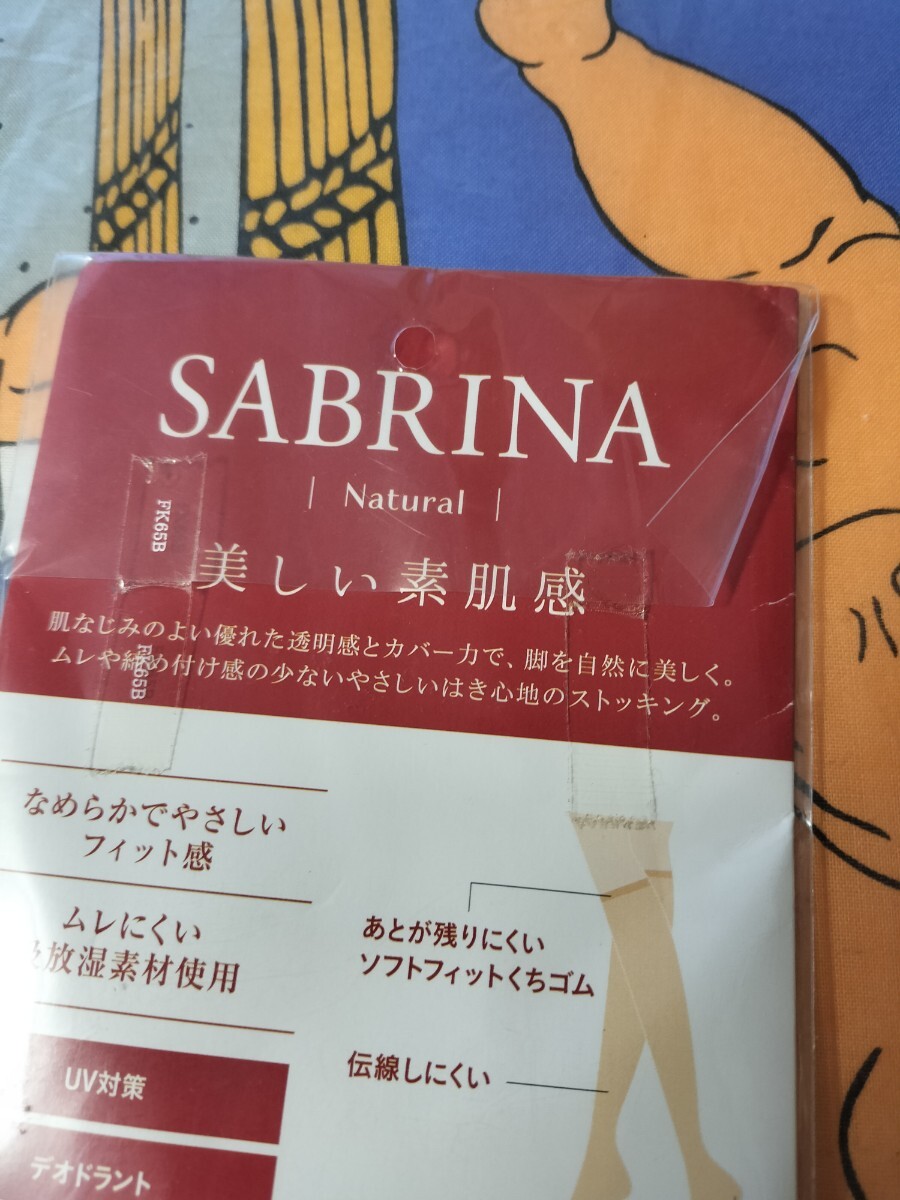 SABRINA
| Natural |
FK65B
美しい素肌感
肌なじみのよい優れた透明感とカバー力で、脚を自然に美しく。
ムレや締め付け感の少ないやさしいはき心地のストッキング。
FK65B
なめらかでやさしい
フィット感
ムレにくい
放湿素材使用
UV対策
デオドラント
あとが残りにくい
ソフトフィットくちゴム
伝線しにくい